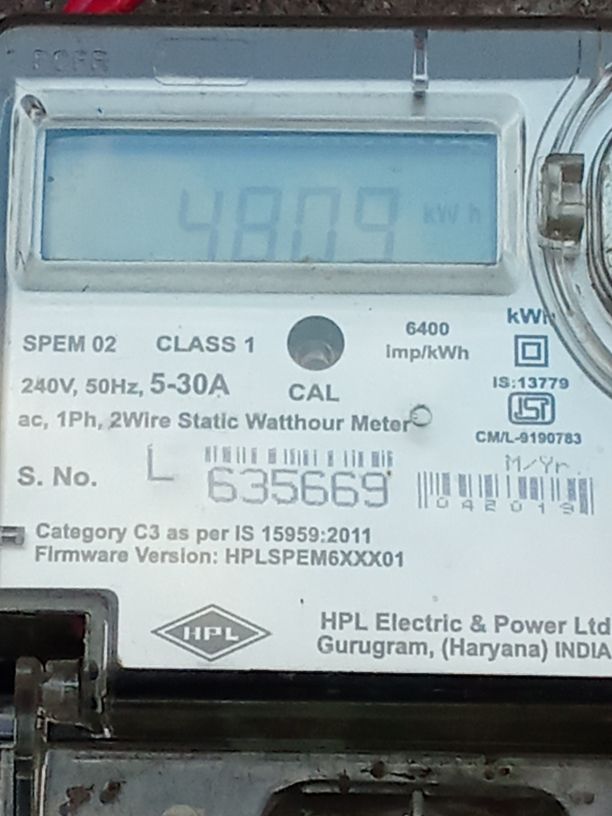 4809 kWh
kWh
SPEM 02 CLASS 1
6400
imp/kWh
240V, 50Hz, 5-30A
CAL
IS:13779
ISI
ac, 1Ph, 2Wire Static Watthour Meter
CM/L-9190783
M/Yr.
S. No. L 635669
042019
Category C3 as per IS 15959:2011
Firmware Version: HPLSPEM6XXX01
HPL
HPL Electric & Power Ltd
Gurugram, (Haryana) INDIA